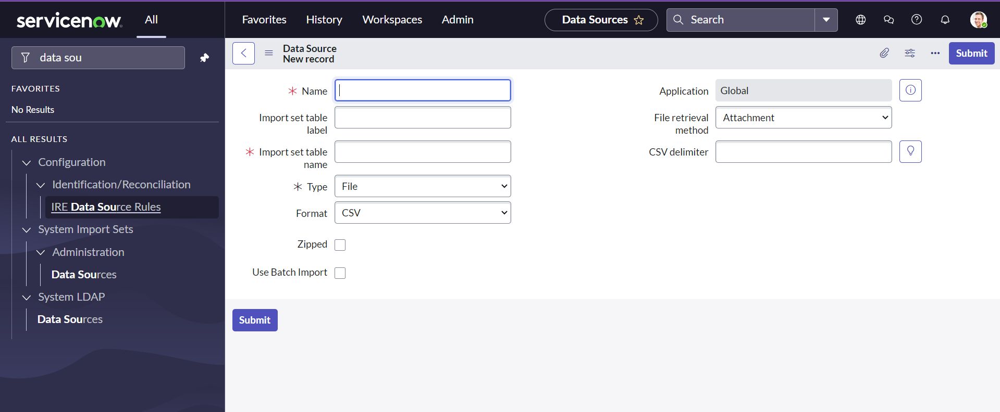 servicenow
All
Favorites
History
Workspaces
Admin
Data Sources
Search
data sou
FAVORITES
No Results
ALL RESULTS
Configuration
Identification/Reconciliation
IRE Data Source Rules
System Import Sets
Administration
Data Sources
System LDAP
Data Sources
Data Source
New record
Submit
* Name
Import set table
label
* Import set table
name
* Type
File
Format
CSV
Zipped
Use Batch Import
Application
Global
File retrieval
method
Attachment
CSV delimiter
Submit